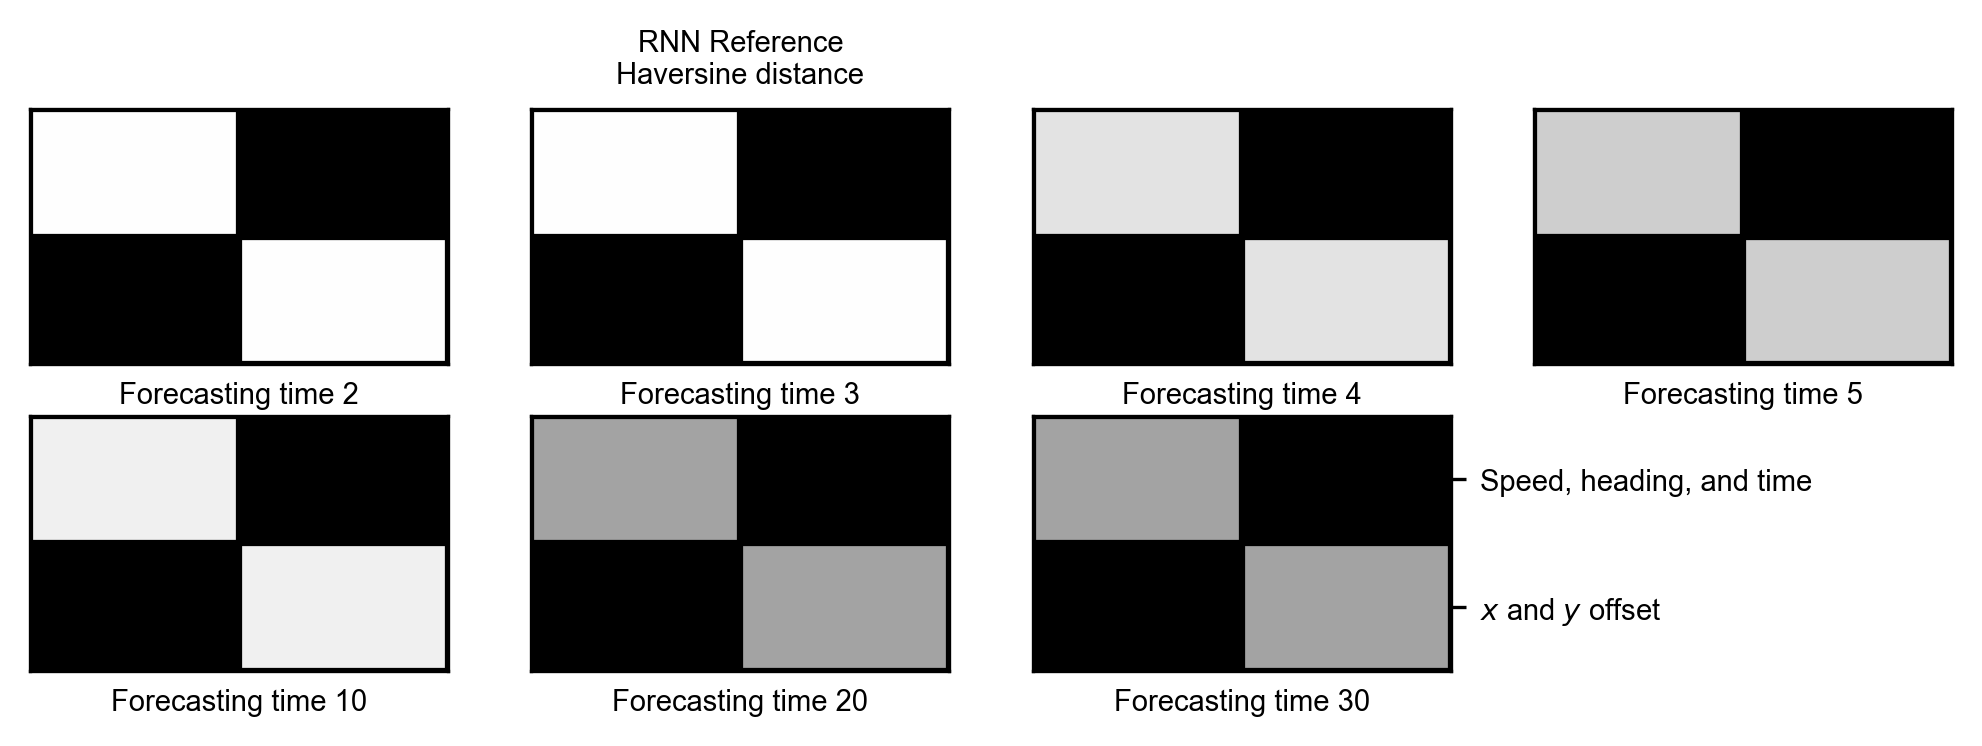 RNN Reference
Haversine distance
Forecasting time 2
Forecasting time 3
Forecasting time 4
Forecasting time 5
Speed, heading, and time
x and y offset
Forecasting time 10
Forecasting time 20
Forecasting time 30